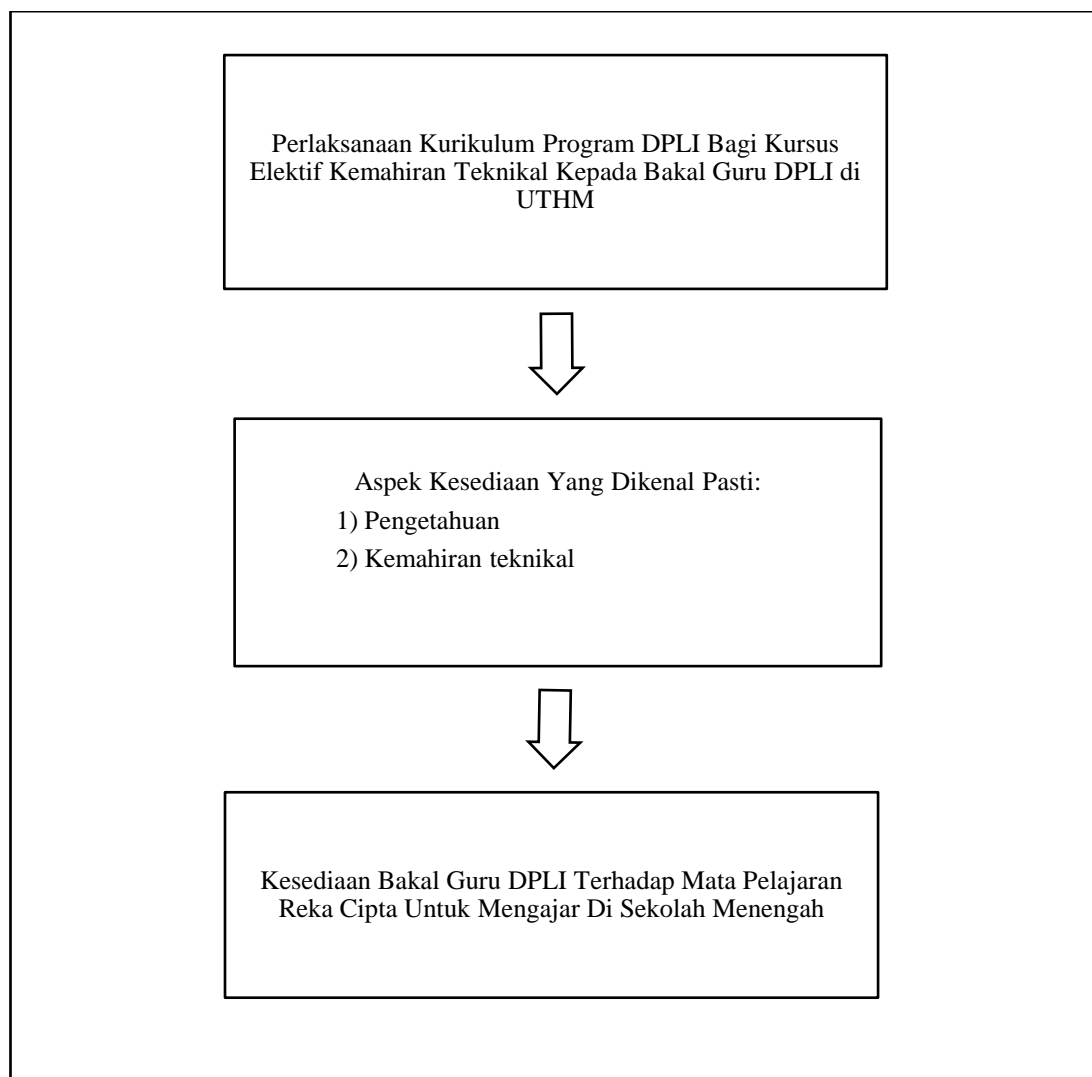 Perlaksanaan Kurikulum Program DPLI Bagi Kursus
Elektif Kemahiran Teknikal Kepada Bakal Guru DPLI di
UTHM
Aspek Kesediaan Yang Dikenal Pasti:
1) Pengetahuan
2) Kemahiran teknikal
Kesediaan Bakal Guru DPLI Terhadap Mata Pelajaran
Reka Cipta Untuk Mengajar Di Sekolah Menengah